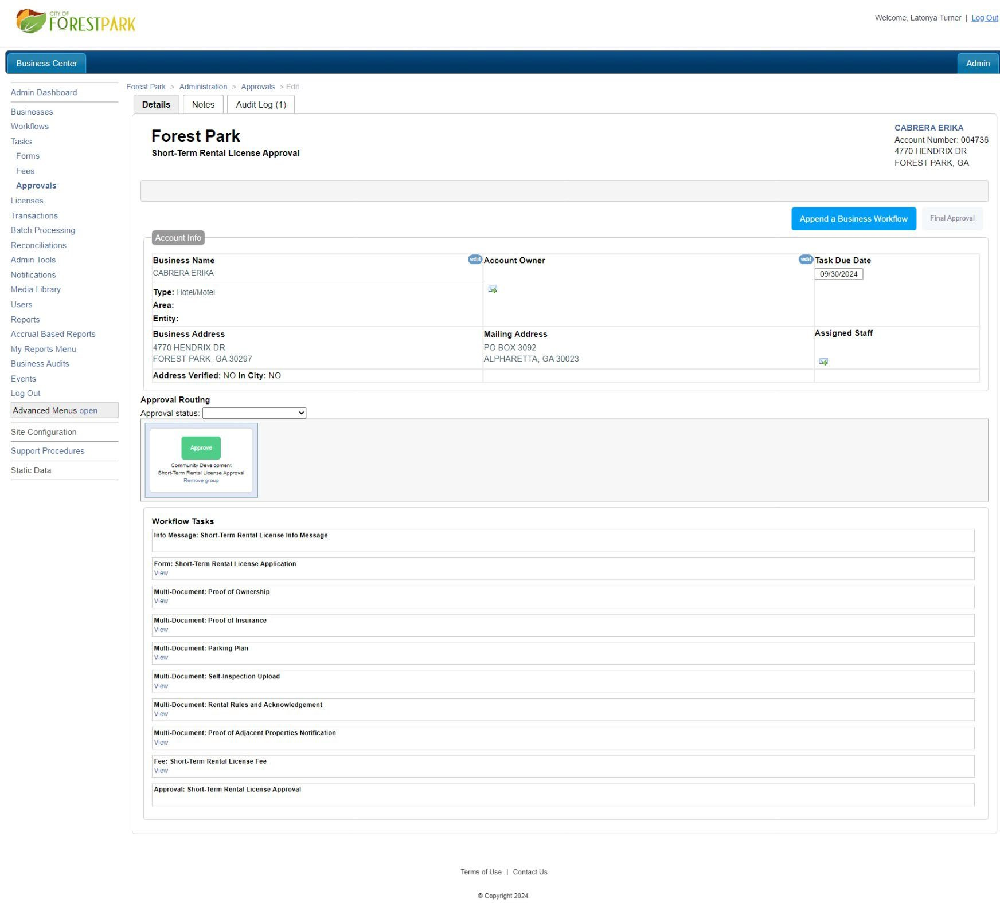 CITY OF
FORESTPARK
Welcome, Latonya Turner | Log Out
Business Center
Admin
Admin Dashboard
Businesses
Workflows
Tasks
Forms
Fees
Approvals
Licenses
Transactions
Batch Processing
Reconciliations
Admin Tools
Notifications
Media Library
Users
Reports
Accrual Based Reports
My Reports Menu
Business Audits
Events
Log Out
Advanced Menus open
Site Configuration
Support Procedures
Static Data
Forest Park > Administration > Approvals > Edit
Details
Notes
Audit Log (1)
Forest Park
Short-Term Rental License Approval
CABRERA ERIKA
Account Number: 004736
4770 HENDRIX DR
FOREST PARK, GA
Append a Business Workflow
Final Approval
Account Info
Business Name
edit
CABRERA ERIKA
Type: Hotel/Motel
Area:
Entity:
Account Owner
edit
Task Due Date
09/30/2024
Business Address
4770 HENDRIX DR
FOREST PARK, GA 30297
Mailing Address
PO BOX 3092
ALPHARETTA, GA 30023
Assigned Staff
Address Verified: NO In City: NO
Approval Routing
Approval status:
Approve
Community Development
Short-Term Rental License Approval
Remove group
Workflow Tasks
Info Message: Short-Term Rental License Info Message
Form: Short-Term Rental License Application
View
Multi-Document: Proof of Ownership
View
Multi-Document: Proof of Insurance
View
Multi-Document: Parking Plan
View
Multi-Document: Self-Inspection Upload
View
Multi-Document: Rental Rules and Acknowledgement
View
Multi-Document: Proof of Adjacent Properties Notification
View
Fee: Short-Term Rental License Fee
View
Approval: Short-Term Rental License Approval
Terms of Use | Contact Us
© Copyright 2024.